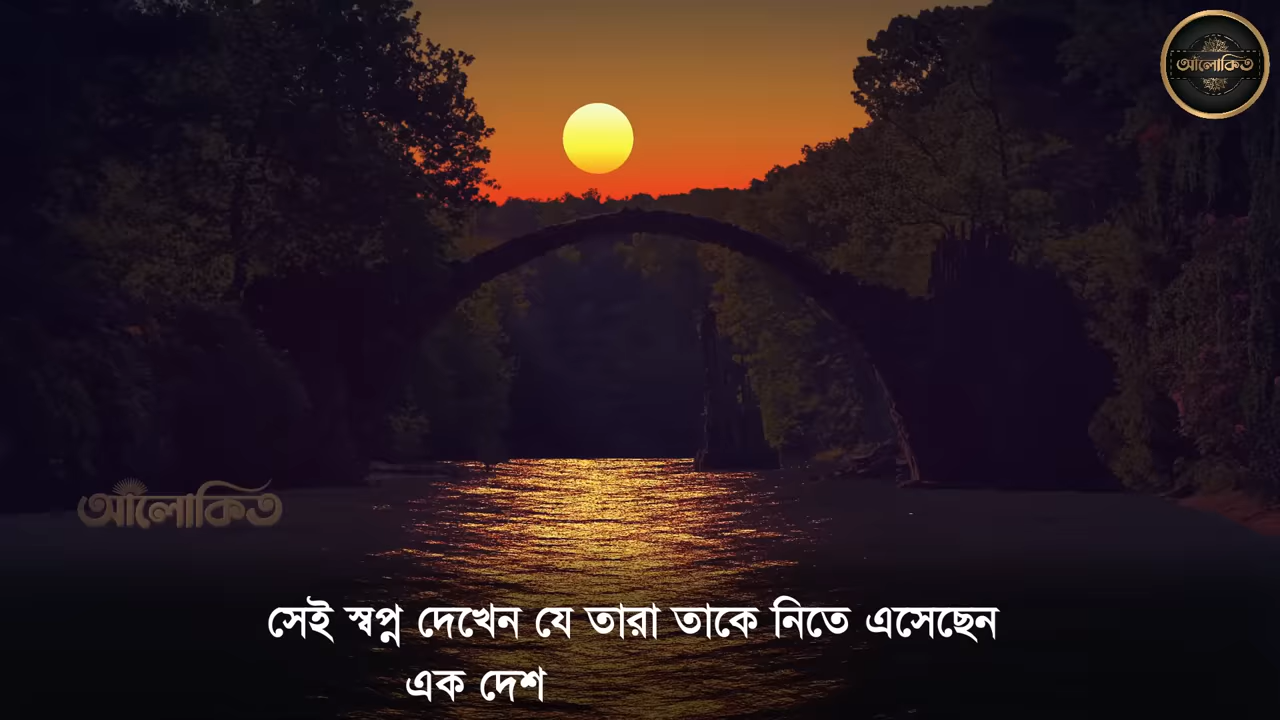 আলোকিত
আলোকিত
সেই স্বপ্ন দেখেন যে তারা তাকে নিতে এসেছেন
এক দেশ